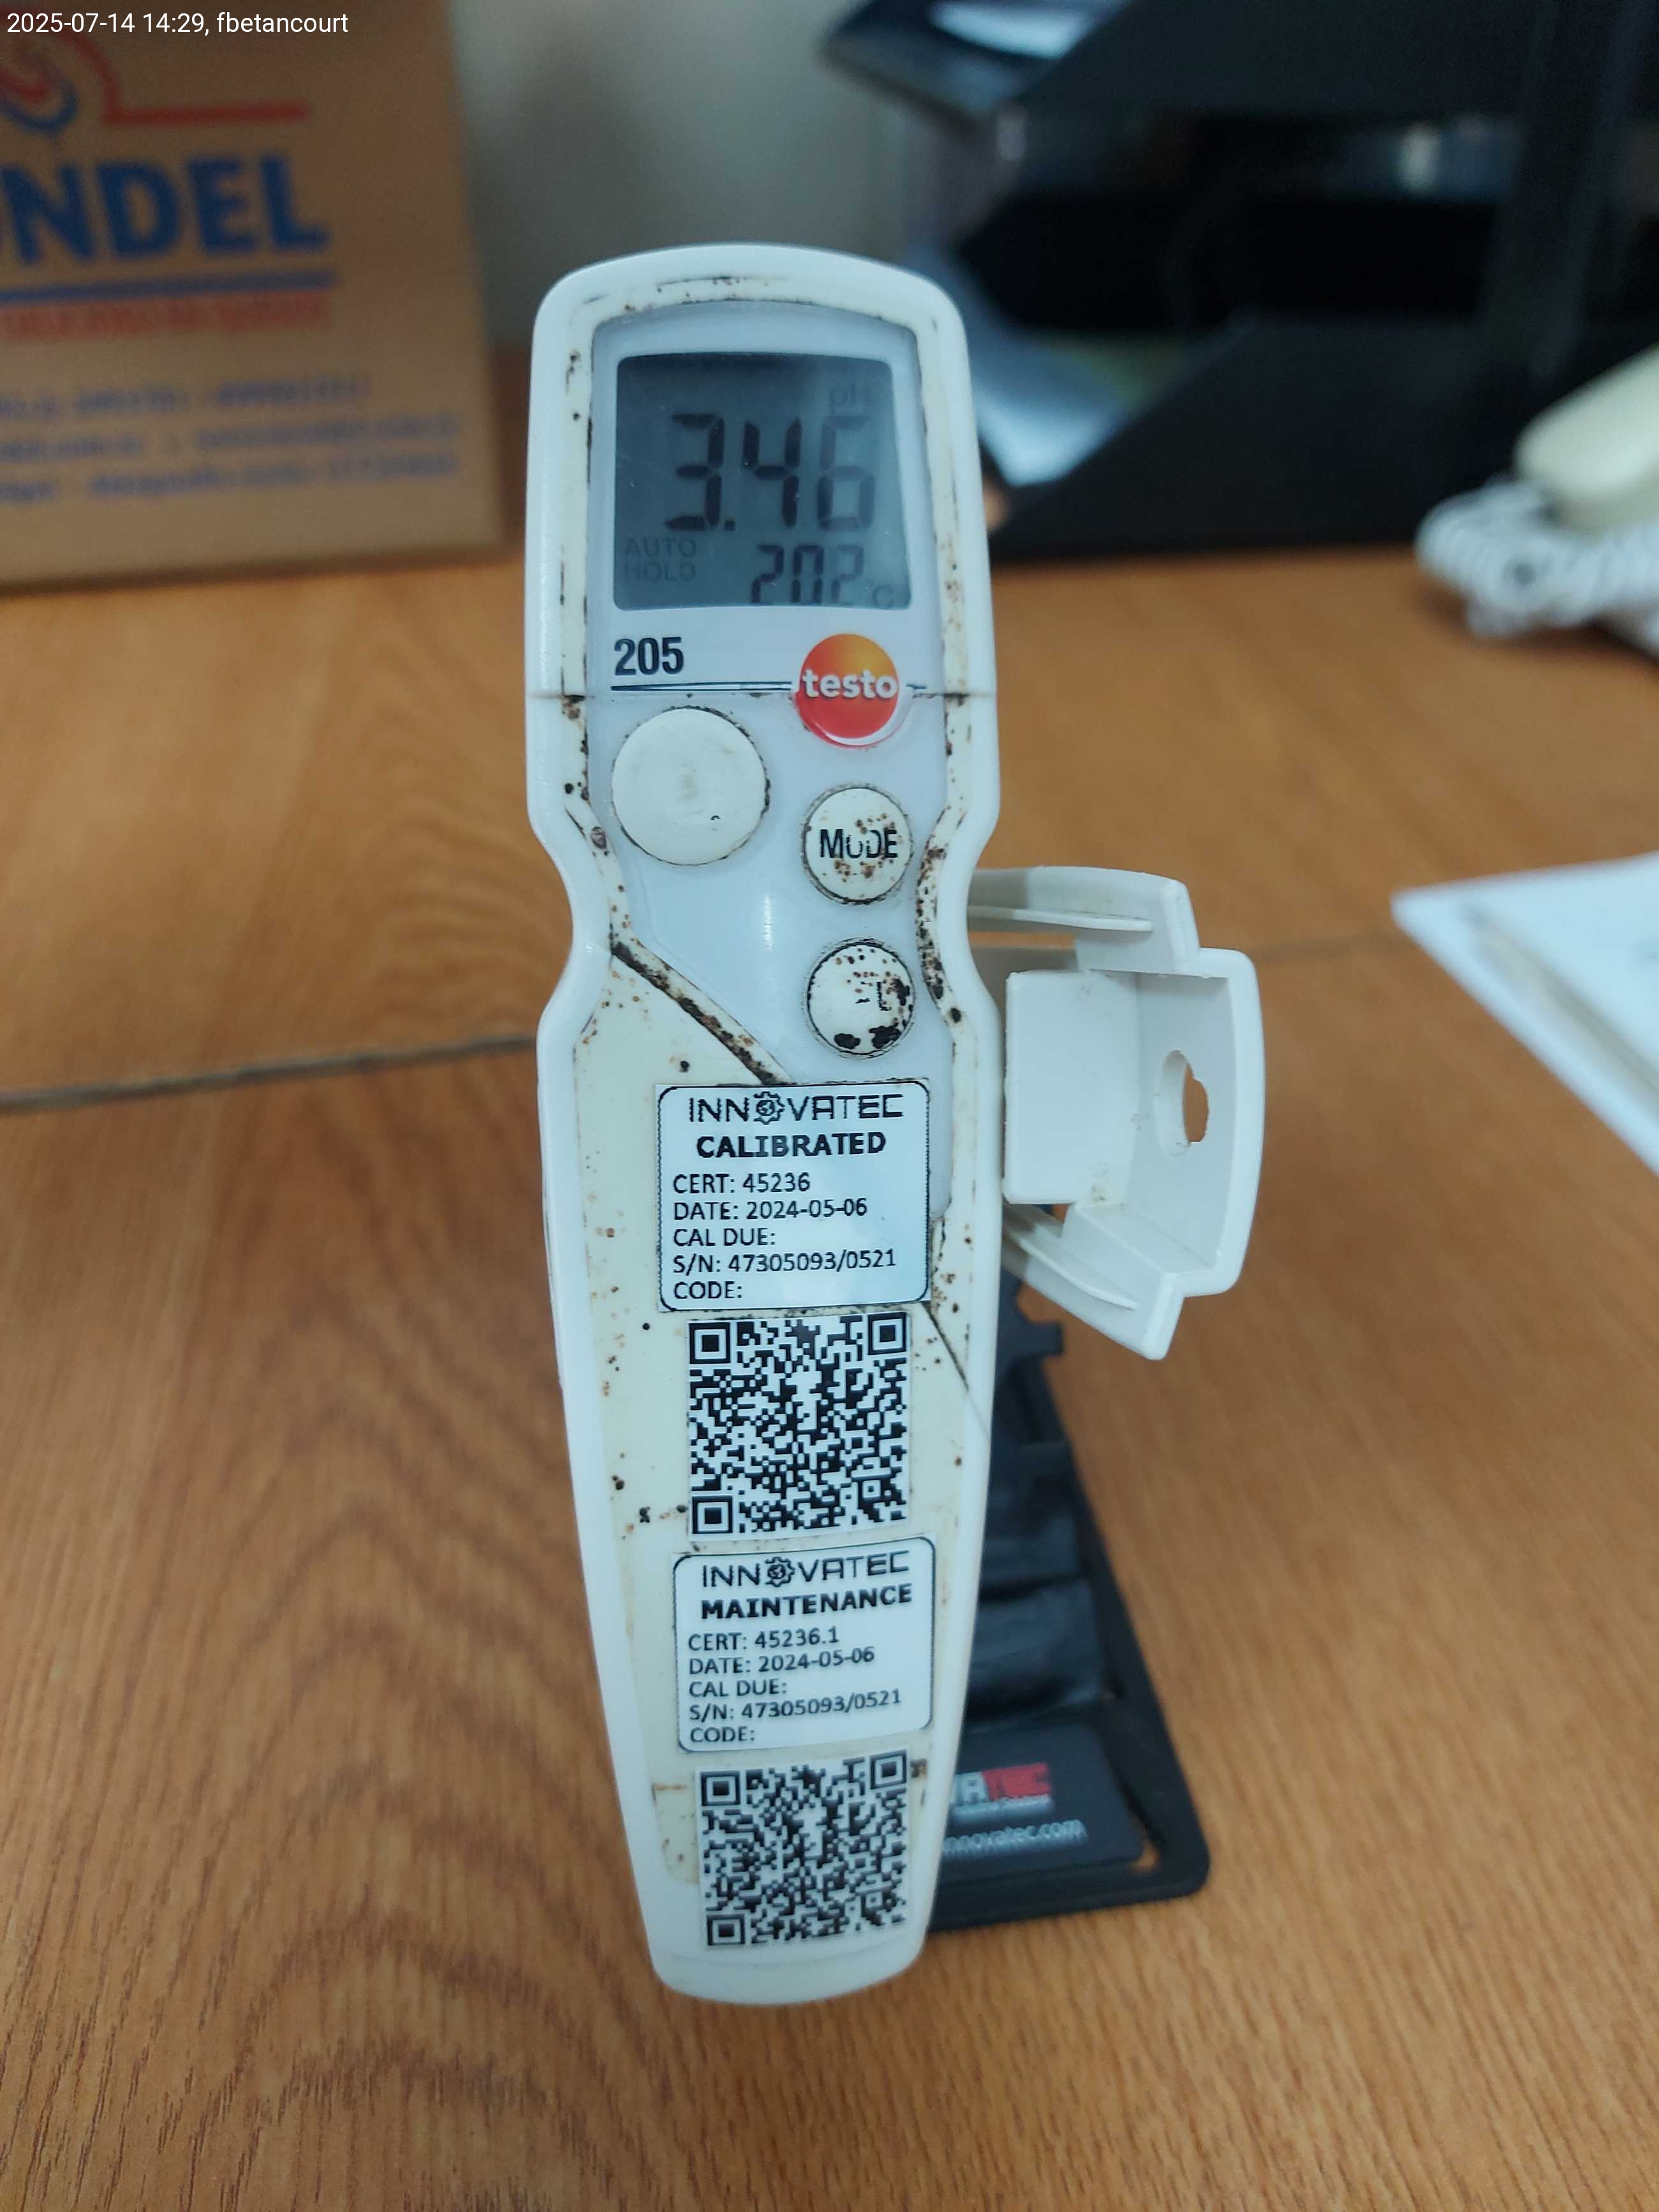 2025-07-14 14:29, fbetancourt
NDEL
pH
3.46
AUTO
HOLD
20.2 °C
205
testo
MODE
INNOVATEC
CALIBRATED
CERT: 45236
DATE: 2024-05-06
CAL DUE:
S/N: 47305093/0521
CODE:
INNOVATEC
MAINTENANCE
CERT: 45236.1
DATE: 2024-05-06
CAL DUE:
S/N: 47305093/0521
CODE:
ATEC
innovatec.com